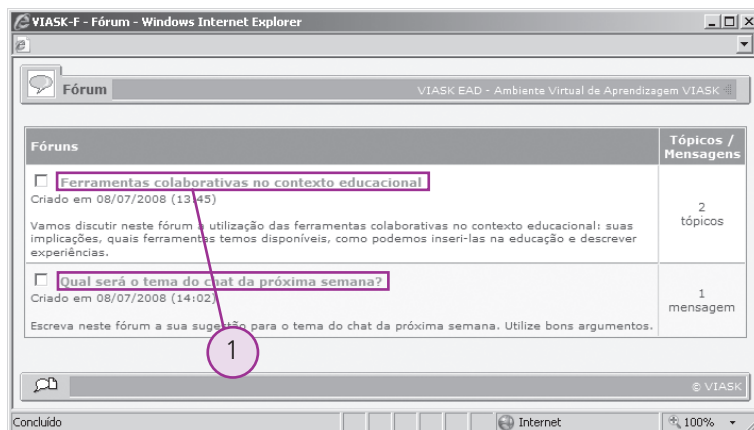 VIASK-F - Fórum - Windows Internet Explorer
Fórum
VIASK EAD - Ambiente Virtual de Aprendizagem VIASK
Fóruns
Tópicos /
Mensagens
Ferramentas colaborativas no contexto educacional
Criado em 08/07/2008 (13:45)
Vamos discutir neste fórum a utilização das ferramentas colaborativas no contexto educacional: suas
implicações, quais ferramentas temos disponíveis, como podemos inseri-las na educação e descrever
experiências.
2
tópicos
Qual será o tema do chat da próxima semana?
Criado em 08/07/2008 (14:02)
Escreva neste fórum a sua sugestão para o tema do chat da próxima semana. Utilize bons argumentos.
1
mensagem
1
© VIASK
Concluído
Internet
100%